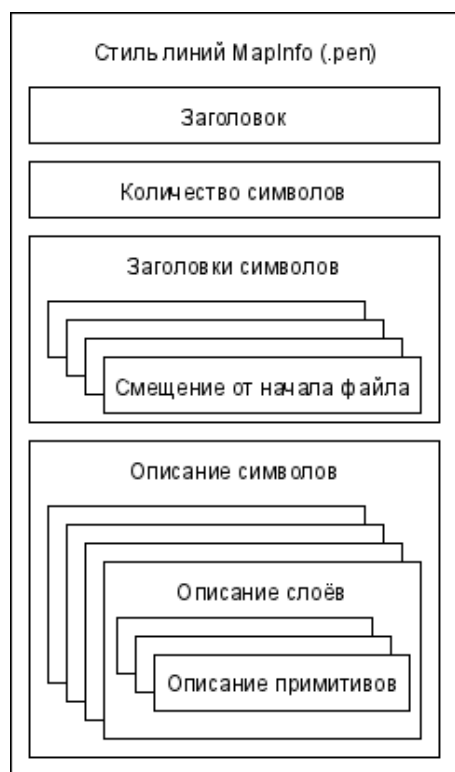 Стиль линий MapInfo (.pen)
Заголовок
Количество символов
Заголовки символов
Смещение от начала файла
Описание символов
Описание слоёв
Описание примитивов